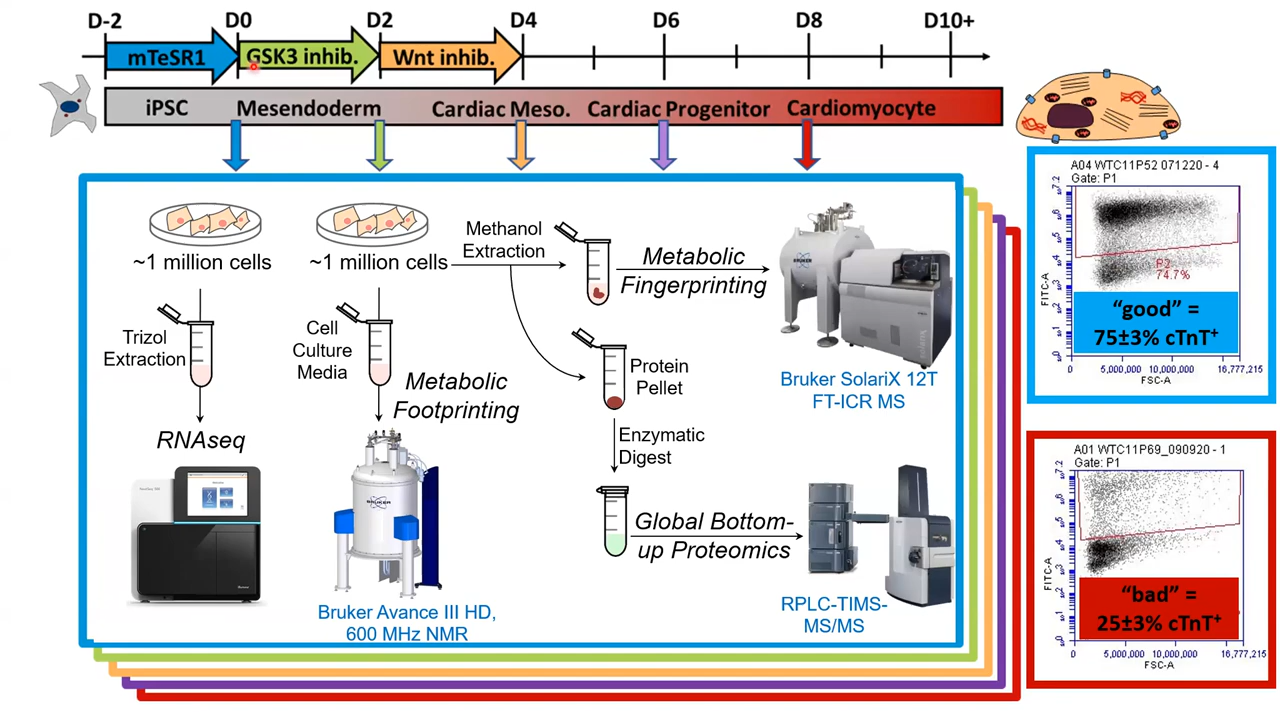 D-2 D0 D2 D4 D6 D8 D10+
mTeSR1 GSK3 inhib. Wnt inhib.
iPSC Mesendoderm Cardiac Meso. Cardiac Progenitor Cardiomyocyte
~1 million cells
Trizol
Extraction
RNAseq
~1 million cells
Cell
Culture
Media
Metabolic
Footprinting
BRUKER
Bruker Avance III HD,
600 MHz NMR
Methanol
Extraction
Metabolic
Fingerprinting
BRUKER
Bruker SolariX 12T
FT-ICR MS
Protein
Pellet
Enzymatic
Digest
Global Bottom-
up Proteomics
RPLC-TIMS-
MS/MS
A04 WTC11P52 071220 - 4
Gate: P1
P2
74.7%
FITC-A
“good” =
75±3% cTnT+
0 5,000,000 10,000,000 16,777,215
FSC-A
A01 WTC11P69_090920 - 1
Gate: P1
FITC-A
“bad” =
25±3% cTnT+
0 5,000,000 10,000,000 16,777,215
FSC-A